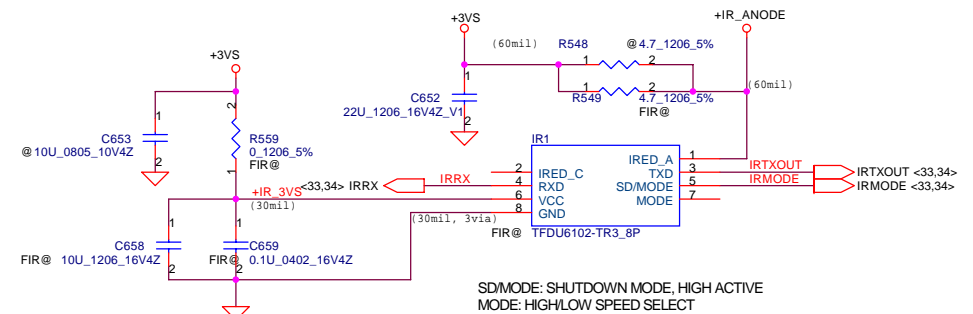 +3VS
+IR_ANODE
(60mil)
R548
@4.7_1206_5%
1
2
+3VS
1
C652
22U_1206_16V4Z_V1
2
R549
1
2
4.7_1206_5%
FIR@
(60mil)
1
C653
@10U_0805_10V4Z
2
2
R559
0_1206_5%
FIR@
1
IR1
IRED_A
1
2
IRED_C
TXD
3
IRTXOUT
IRTXOUT <33,34>
<33,34> IRRX
IRRX
4
RXD
SD/MODE
5
IRMODE
IRMODE <33,34>
+IR_3VS
(30mil)
6
VCC
MODE
7
(30mil, 3via)
8
GND
FIR@
TFDU6102-TR3_8P
1
C658
FIR@
10U_1206_16V4Z
2
1
C659
FIR@
0.1U_0402_16V4Z
2
SD/MODE: SHUTDOWN MODE, HIGH ACTIVE
MODE: HIGH/LOW SPEED SELECT